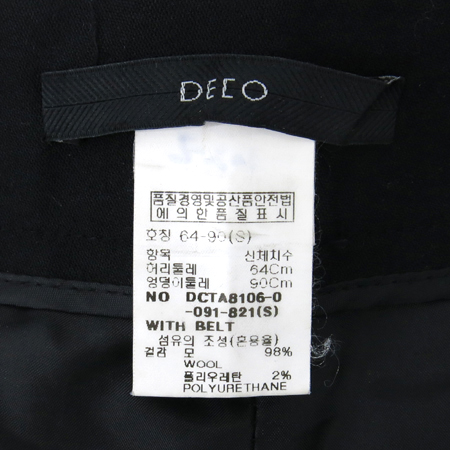 DECO
품질경영및공산품안전법
에 의 한 품 질 표 시
호칭 64-90(S)
항목 신체치수
허리둘레 64Cm
엉덩이둘레 90Cm
NO DCTA8106-0
-091-821(S)
WITH BELT
섬유의 조성(혼용율)
겉감 모 98%
WOOL
폴리우레탄 2%
POLYURETHANE